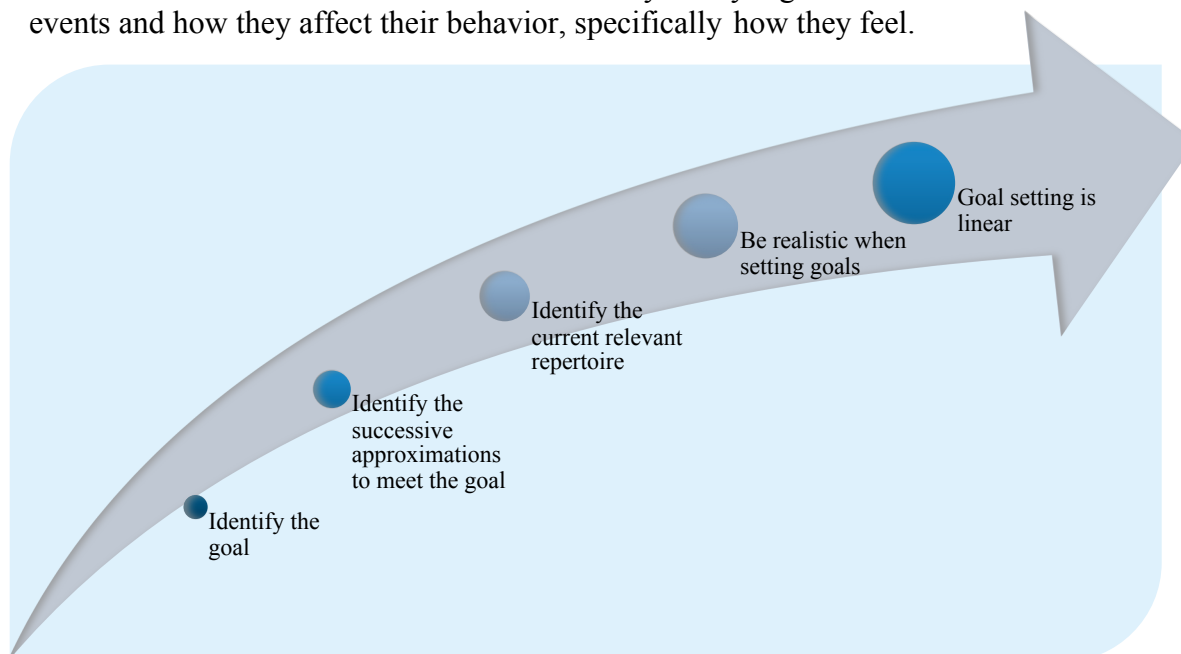 events and how they affect their behavior, specifically how they feel.
Identify the
goal
Identify the
successive
approximations
to meet the goal
Identify the
current relevant
repertoire
Be realistic when
setting goals
Goal setting is
linear